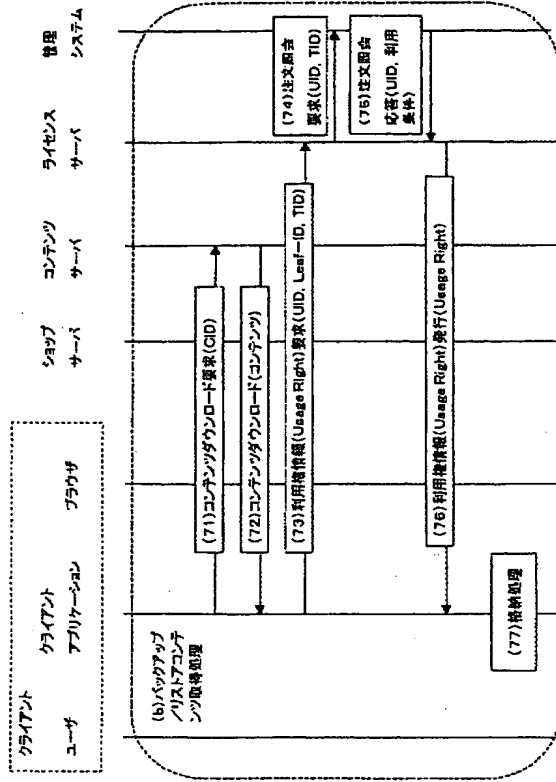 クライアント
ユーザ
クライアント
アプリケーション
ブラウザ
ショップ
サーバ
コンテンツ
サーバ
ライセンス
サーバ
管理
システム
(b)バックアップ
/リストアコンテ
ンツ取得処理
(71)コンテンツダウンロード要求(CID)
(72)コンテンツダウンロード(コンテンツ)
(73)利用権情報(Usage Right)要求(UID, Leaf-ID, TID)
(74)注文照会
要求(UID, TID)
(75)注文照会
応答(UID, 利用
条件)
(76)利用権情報(Usage Right)発行(Usage Right)
(77)格納処理